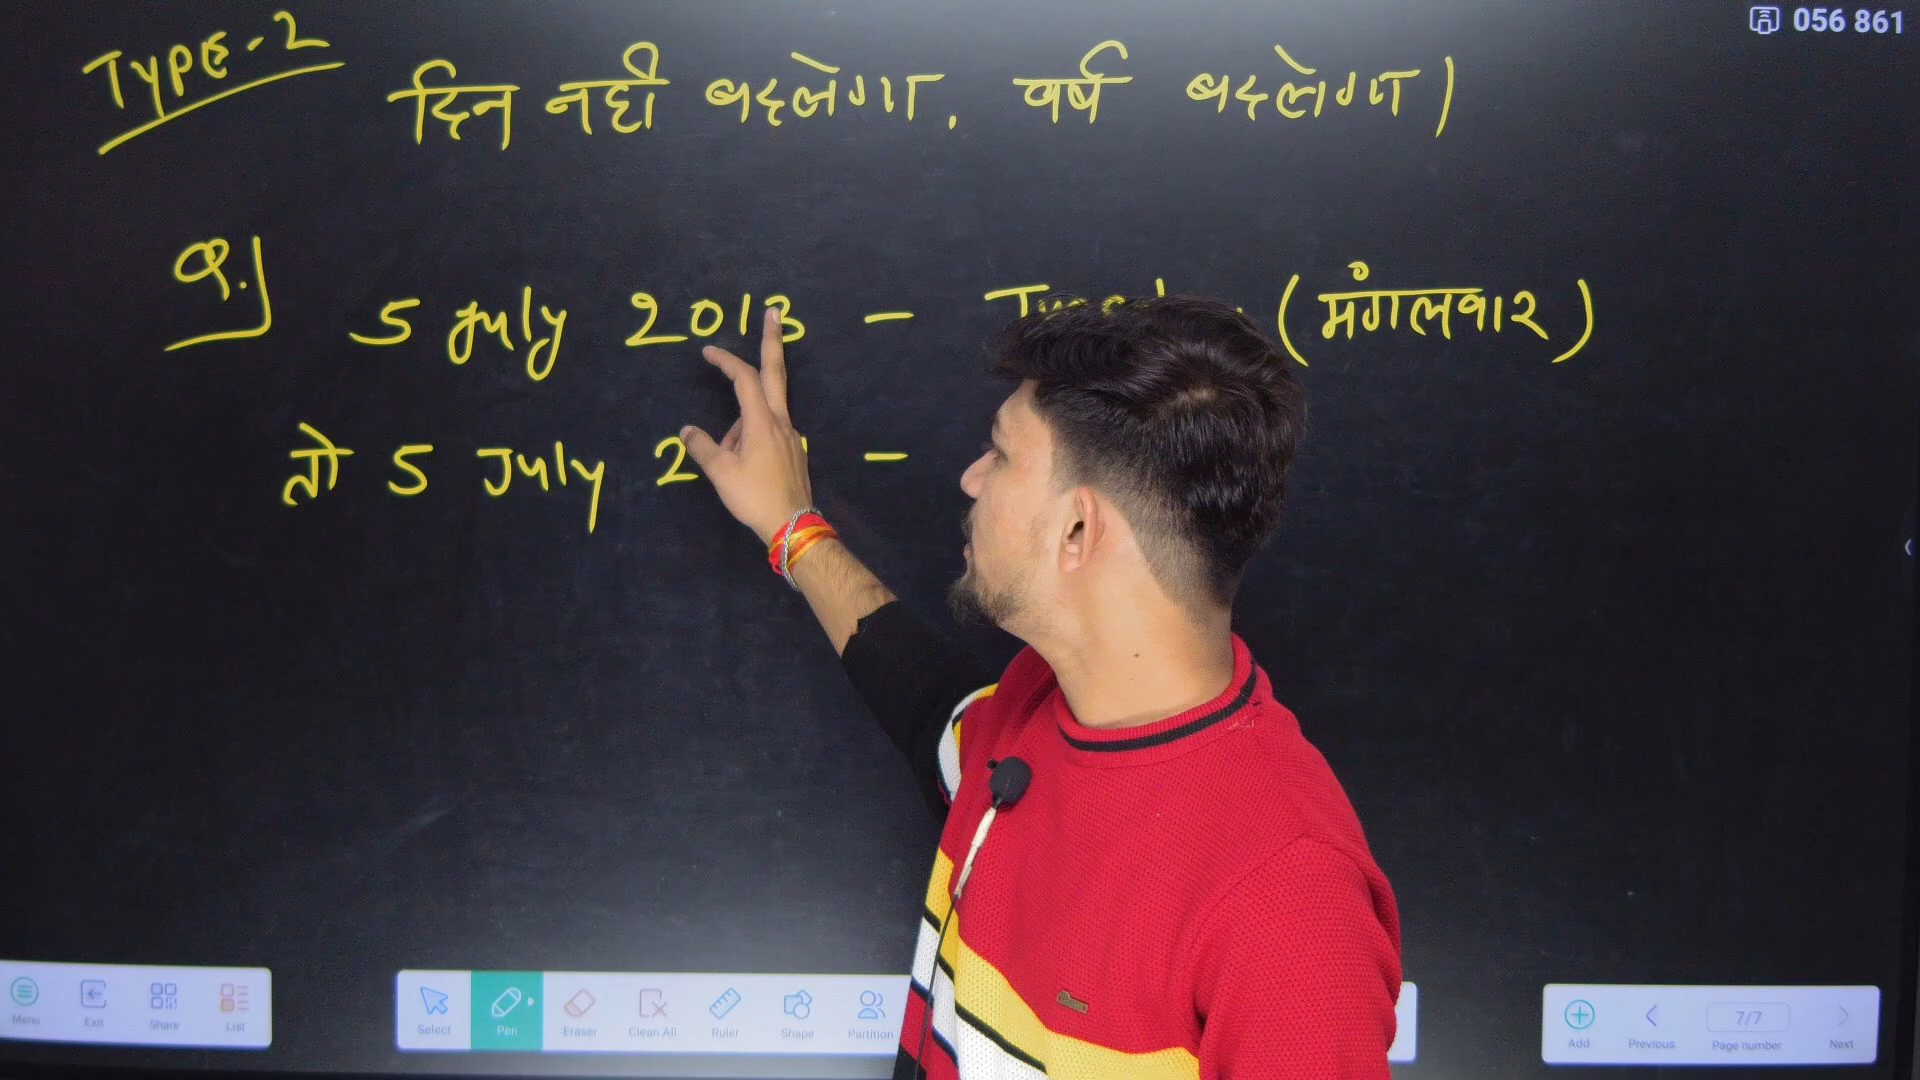 056 861
Type-2
दिन नही बदलेगा, वर्ष बदलेगा।
Q.
5 July 2013 - (मंगलवार)
तो 5 July -
Menu Exit Share List
Select Pen Eraser Clean All Ruler Shape Partition
Add Previous 7/7 Page number Next